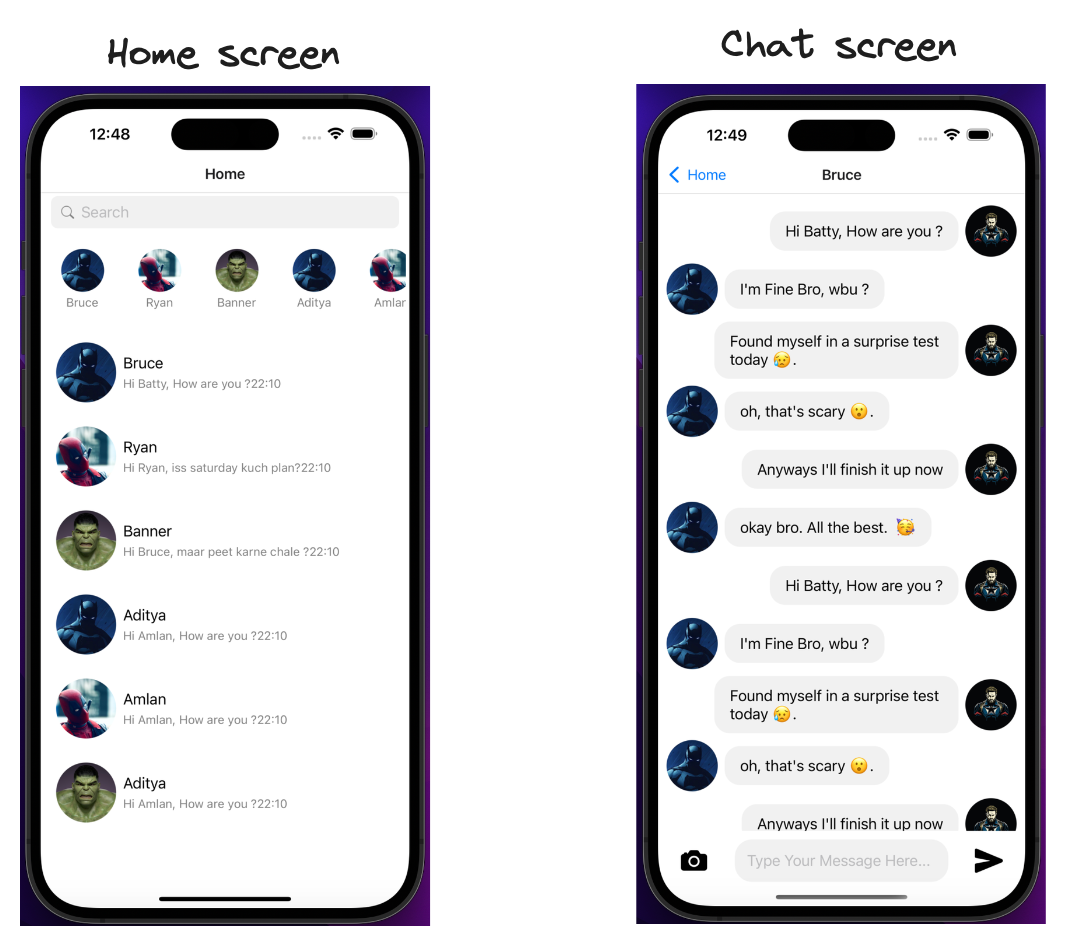 Home screen
12:48
Home
Search
Bruce Ryan Banner Aditya Amlar
Bruce
Hi Batty, How are you ?22:10
Ryan
Hi Ryan, iss saturday kuch plan?22:10
Banner
Hi Bruce, maar peet karne chale ?22:10
Aditya
Hi Amlan, How are you ?22:10
Amlan
Hi Amlan, How are you ?22:10
Aditya
Hi Amlan, How are you ?22:10
Chat screen
12:49
Home Bruce
Hi Batty, How are you ?
I'm Fine Bro, wbu ?
Found myself in a surprise test
today 😥.
oh, that's scary 😮.
Anyways I'll finish it up now
okay bro. All the best. 🥳
Hi Batty, How are you ?
I'm Fine Bro, wbu ?
Found myself in a surprise test
today 😥.
oh, that's scary 😮.
Anyways I'll finish it up now
Type Your Message Here...